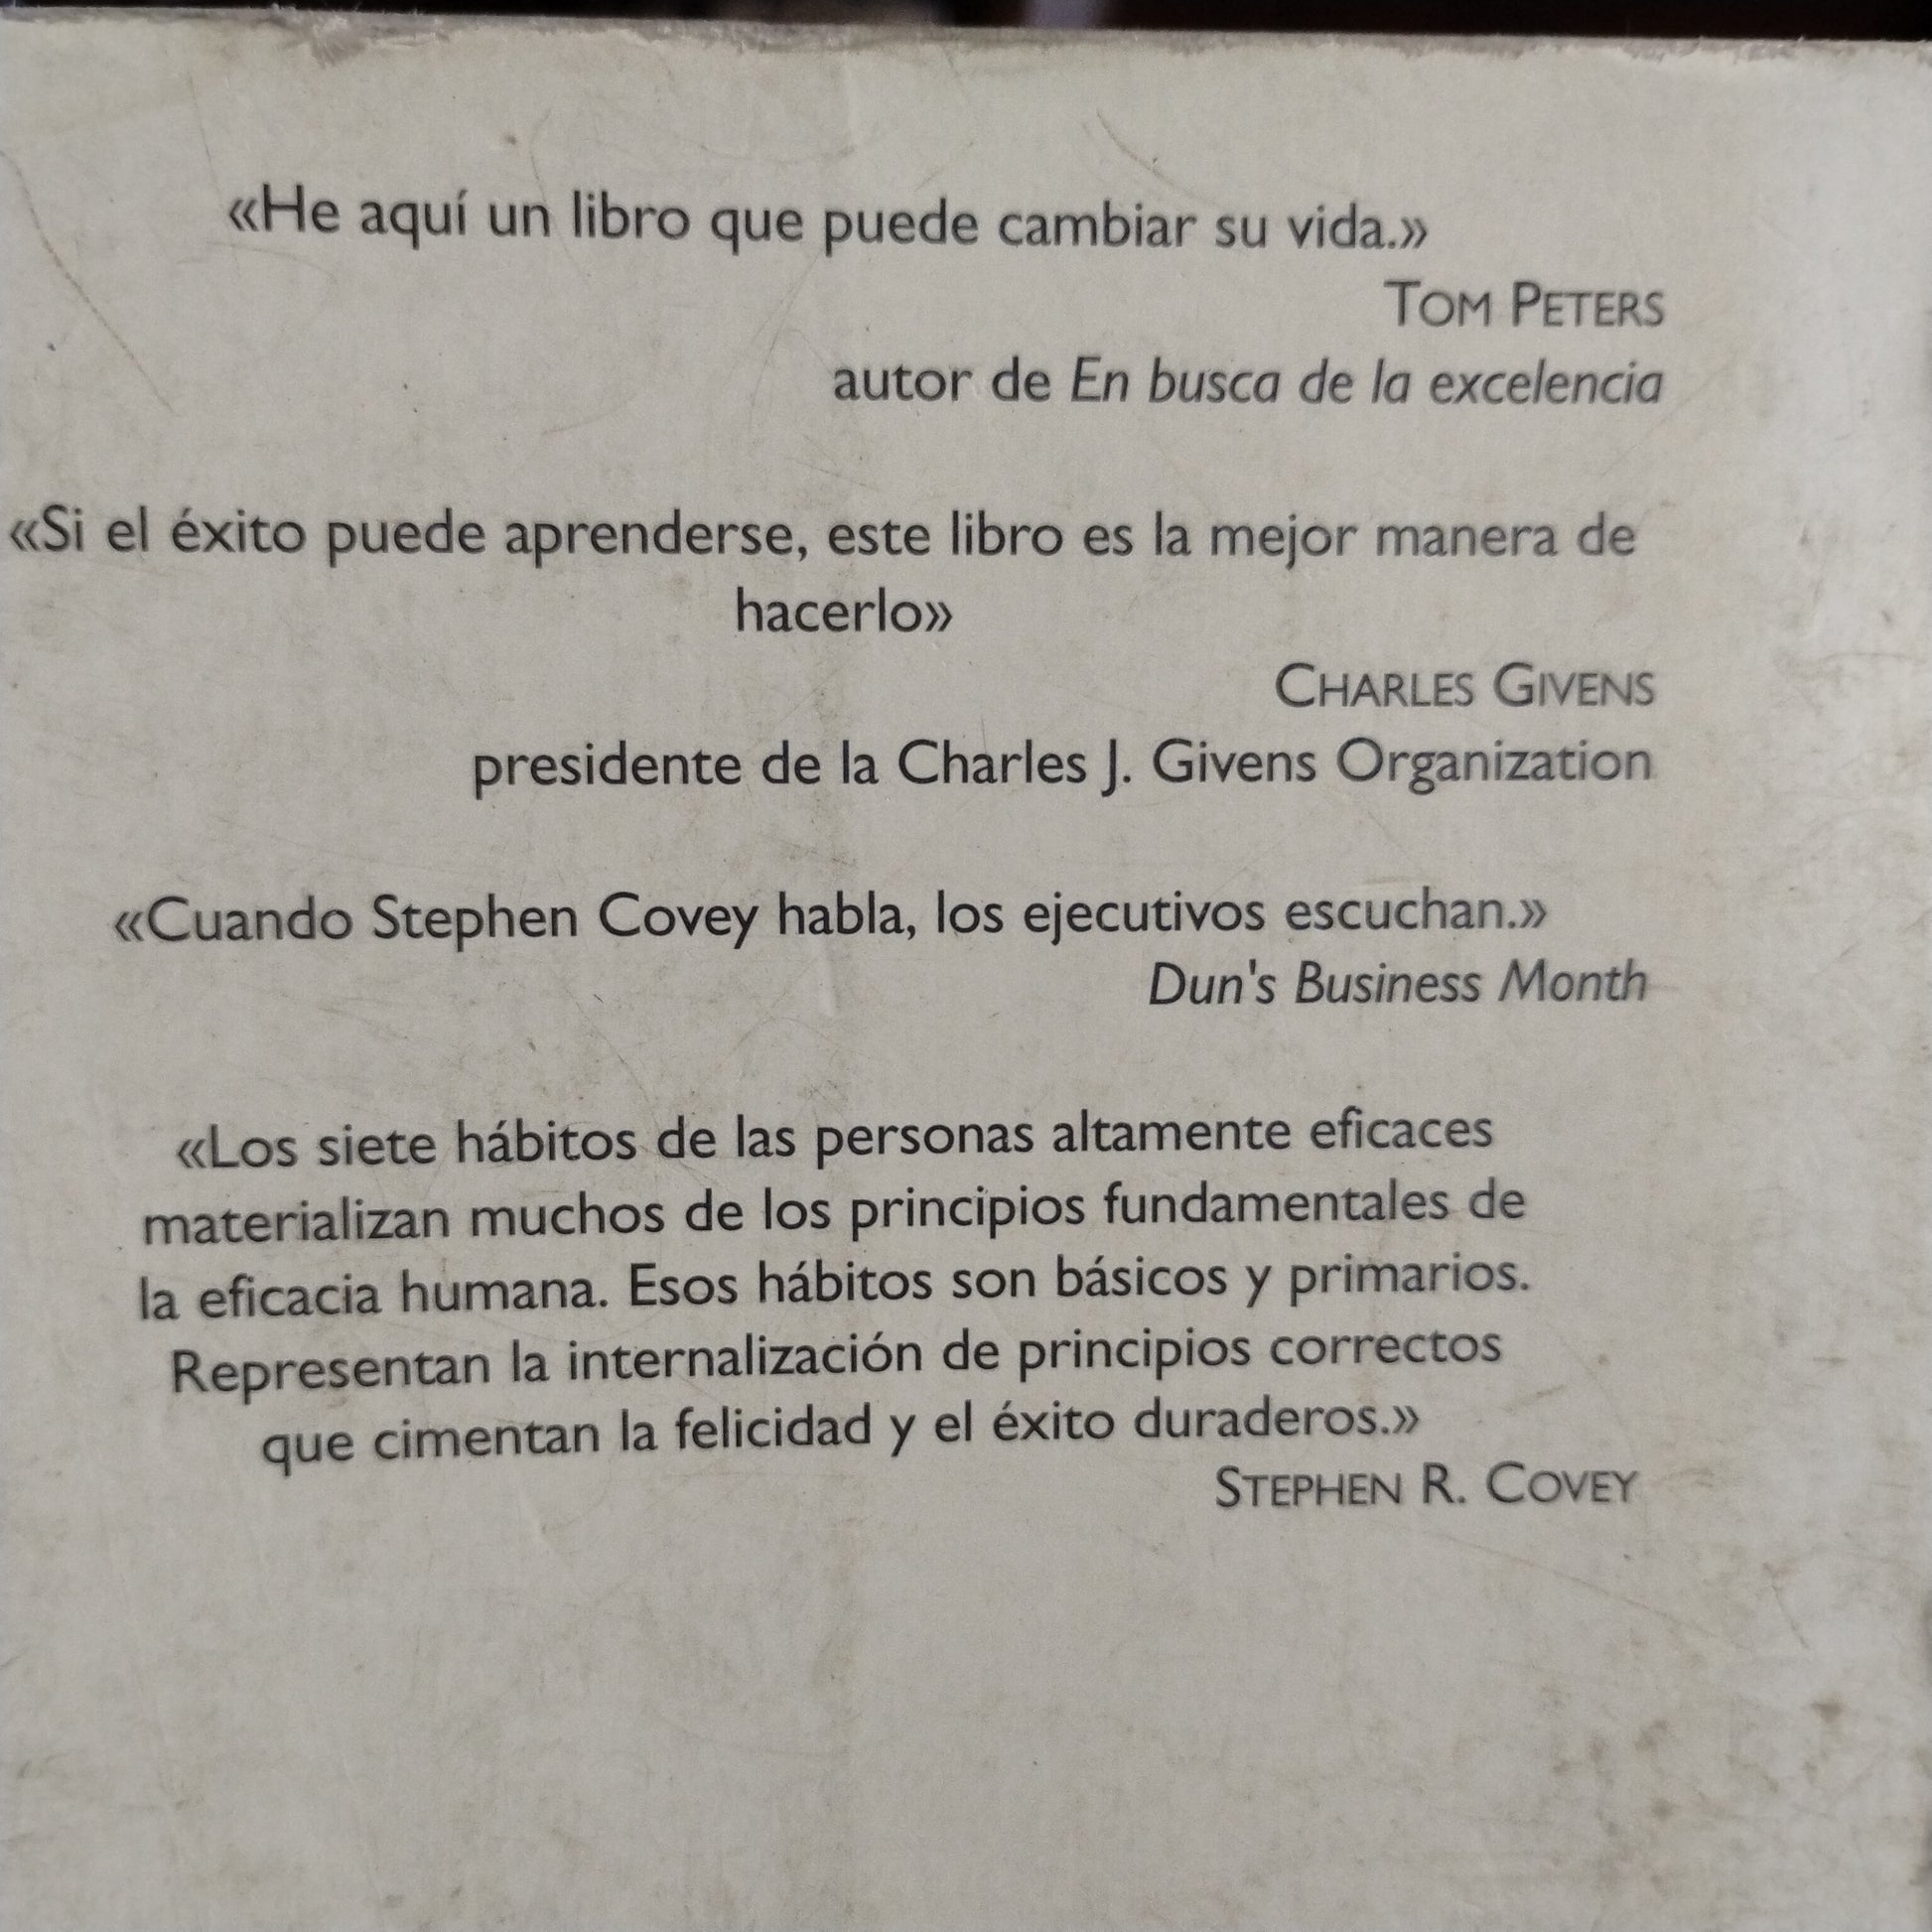 «He aquí un libro que puede cambiar su vida.»
TOM PETERS
autor de En busca de la excelencia
«Si el éxito puede aprenderse, este libro es la mejor manera de
hacerlo»
CHARLES GIVENS
presidente de la Charles J. Givens Organization
«Cuando Stephen Covey habla, los ejecutivos escuchan.»
Dun's Business Month
«Los siete hábitos de las personas altamente eficaces
materializan muchos de los principios fundamentales de
la eficacia humana. Esos hábitos son básicos y primarios.
Representan la internalización de principios correctos
que cimentan la felicidad y el éxito duraderos.»
STEPHEN R. COVEY